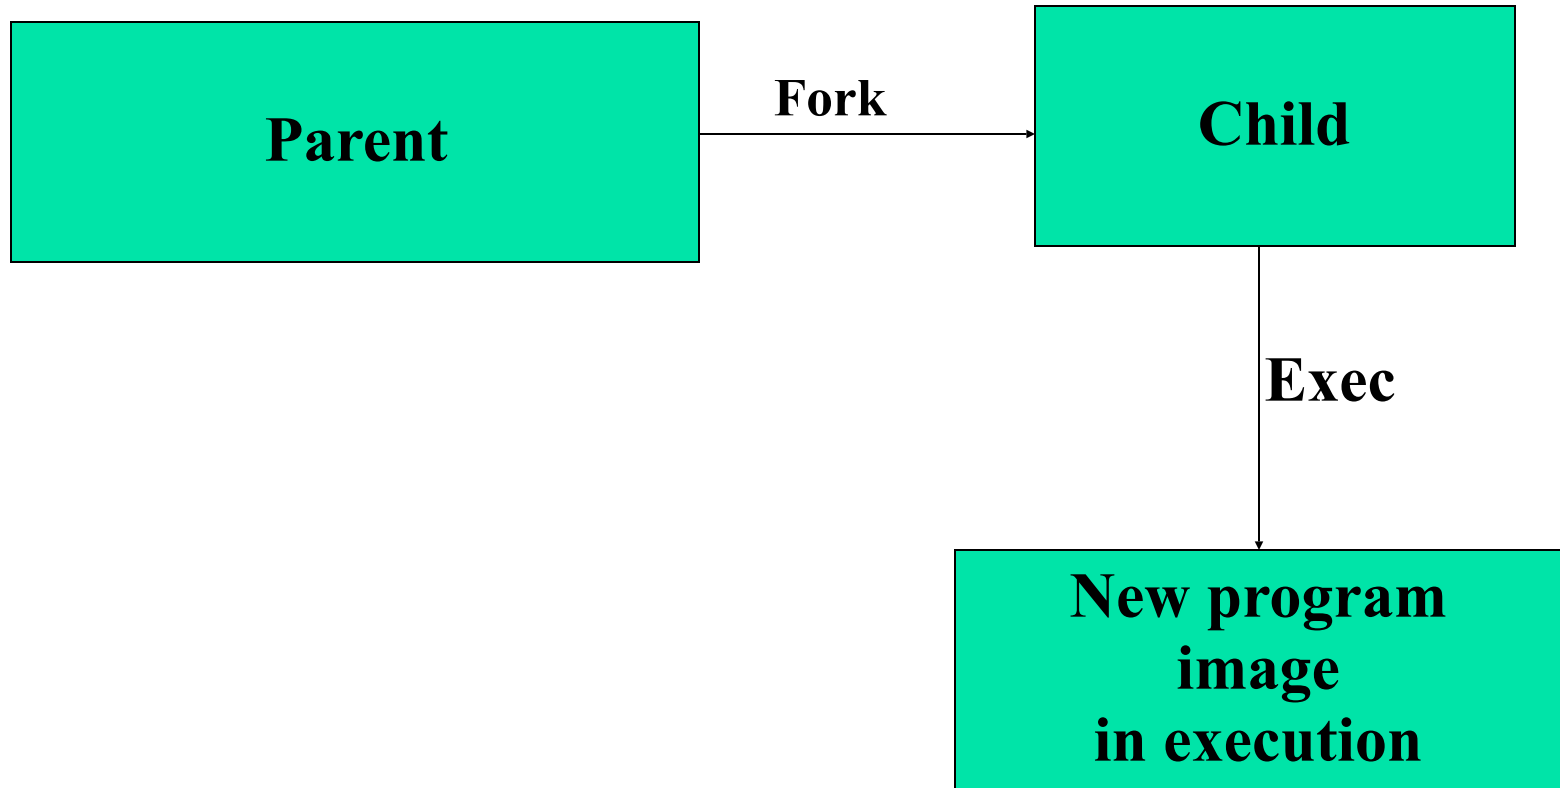 Parent
Fork
Child
Exec
New program
image
in execution